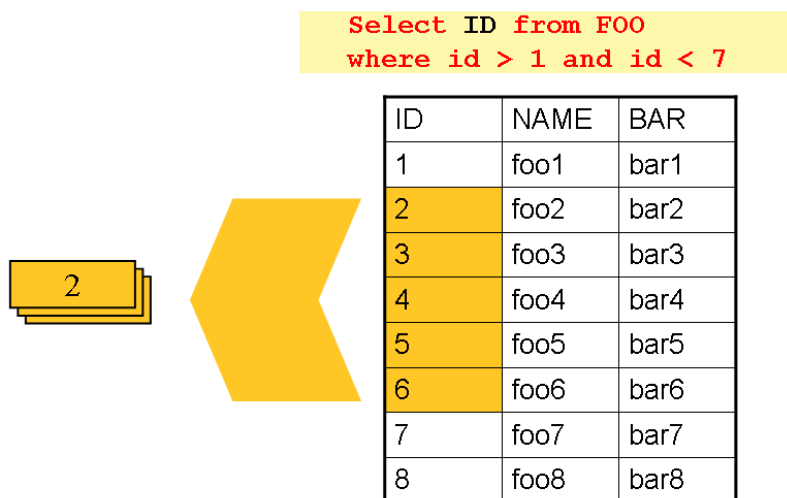 Select ID from FOO
where id > 1 and id < 7
ID NAME BAR
1 foo1 bar1
2 foo2 bar2
3 foo3 bar3
4 foo4 bar4
5 foo5 bar5
6 foo6 bar6
7 foo7 bar7
8 foo8 bar8
2